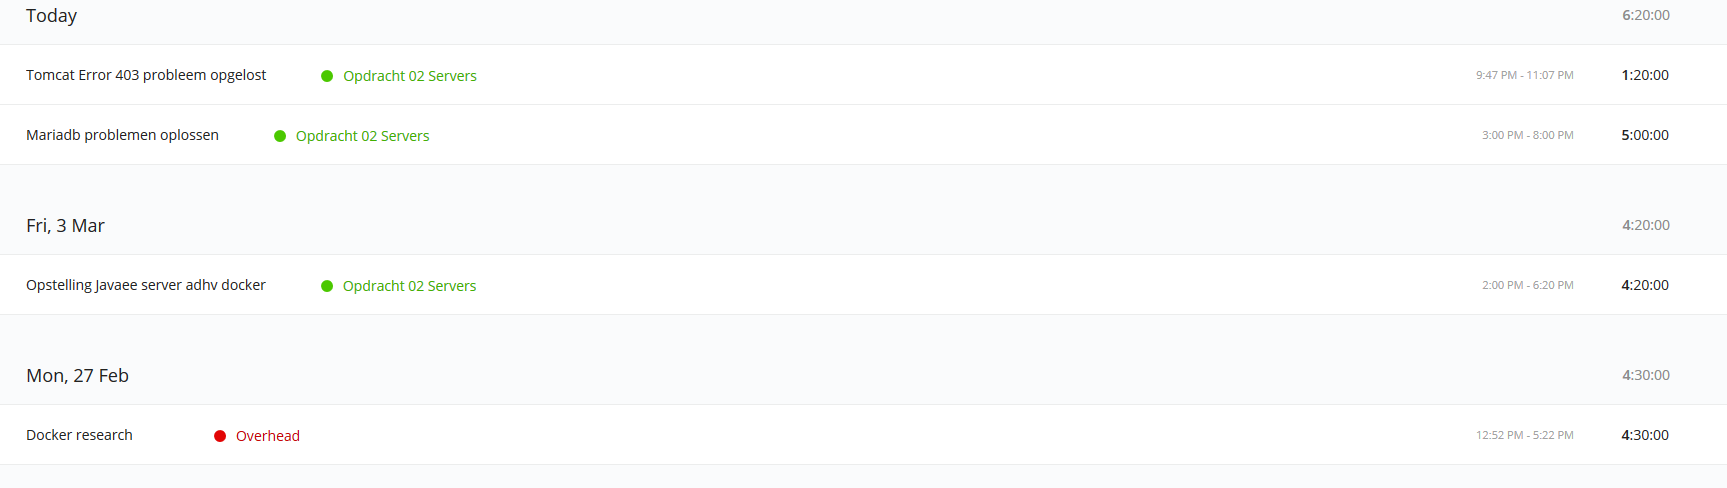 Today 6:20:00
Tomcat Error 403 probleem opgelost Opdracht 02 Servers 9:47 PM - 11:07 PM 1:20:00
Mariadb problemen oplossen Opdracht 02 Servers 3:00 PM - 8:00 PM 5:00:00
Fri, 3 Mar 4:20:00
Opstelling Javaee server adhv docker Opdracht 02 Servers 2:00 PM - 6:20 PM 4:20:00
Mon, 27 Feb 4:30:00
Docker research Overhead 12:52 PM - 5:22 PM 4:30:00